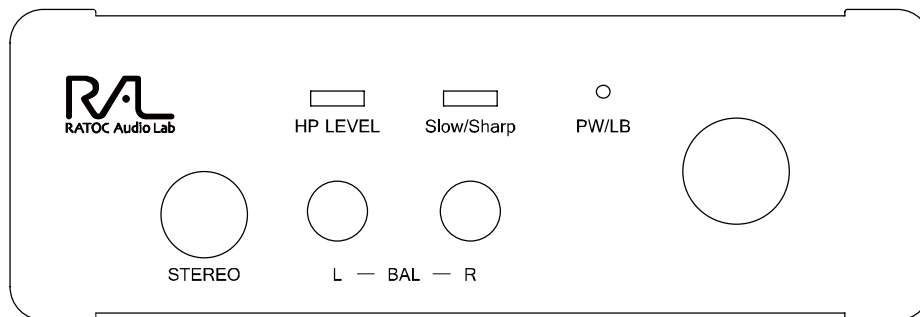 RAL
RATOC Audio Lab
HP LEVEL
Slow/Sharp
PW/LB
STEREO
L — BAL — R